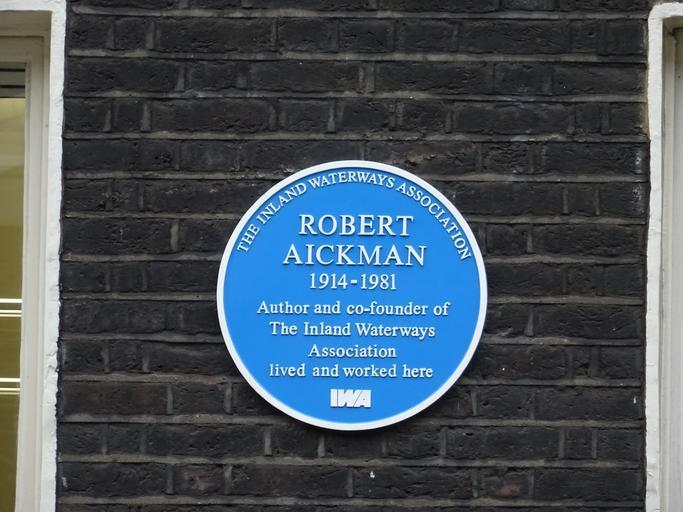 THE INLAND WATERWAYS ASSOCIATION
ROBERT
AICKMAN
1914-1981
Author and co-founder of
The Inland Waterways
Association
lived and worked here
IWA